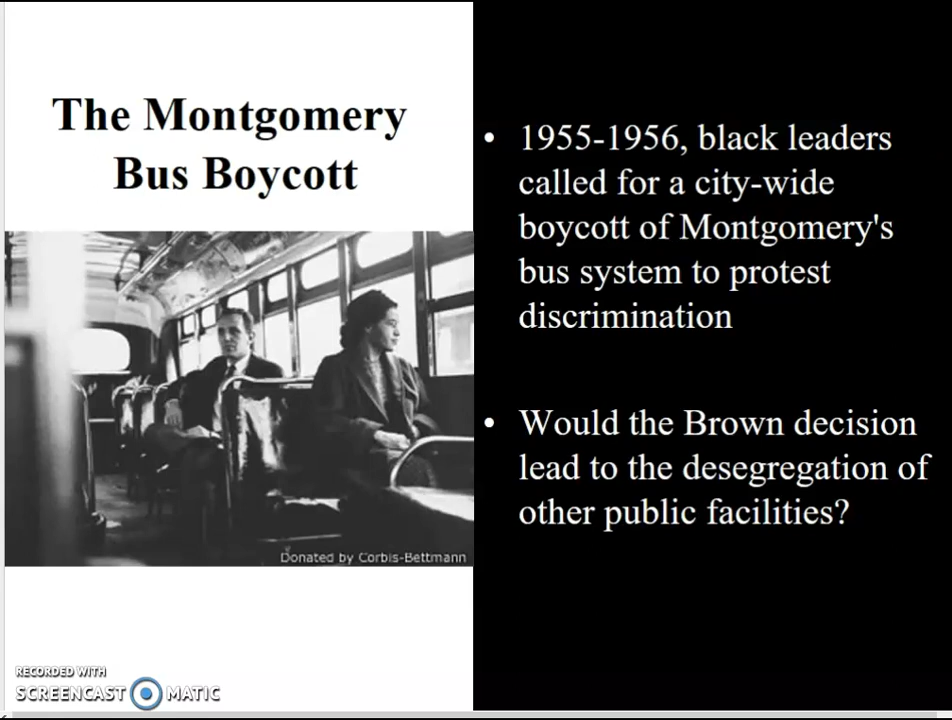 The Montgomery
Bus Boycott
• 1955-1956, black leaders
called for a city-wide
boycott of Montgomery's
bus system to protest
discrimination
• Would the Brown decision
lead to the desegregation of
other public facilities?
Donated by Corbis-Bettmann
RECORDED WITH
SCREENCAST MATIC